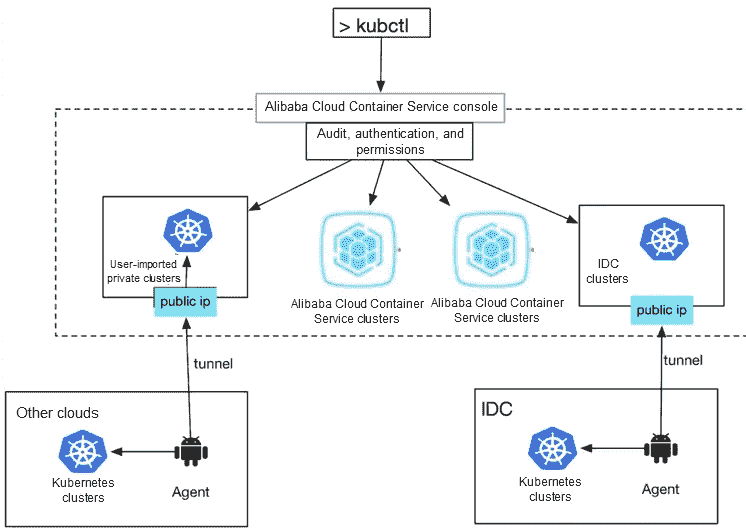 > kubctl
Alibaba Cloud Container Service console
Audit, authentication, and
permissions
User-imported
private clusters
public ip
Alibaba Cloud Container
Service clusters
Alibaba Cloud Container
Service clusters
IDC
clusters
public ip
tunnel
tunnel
Other clouds
Kubernetes
clusters
Agent
IDC
Kubernetes
clusters
Agent